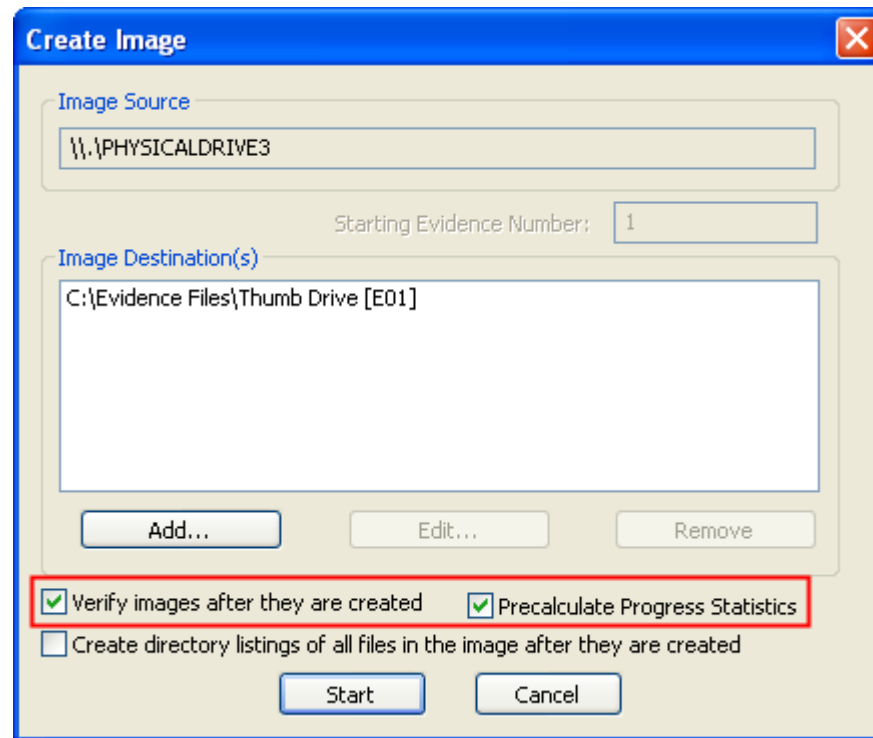 Create Image
Image Source
\\.\PHYSICALDRIVE3
Starting Evidence Number: 1
Image Destination(s)
C:\Evidence Files\Thumb Drive [E01]
Add... Edit... Remove
Verify images after they are created Precalculate Progress Statistics
Create directory listings of all files in the image after they are created
Start Cancel